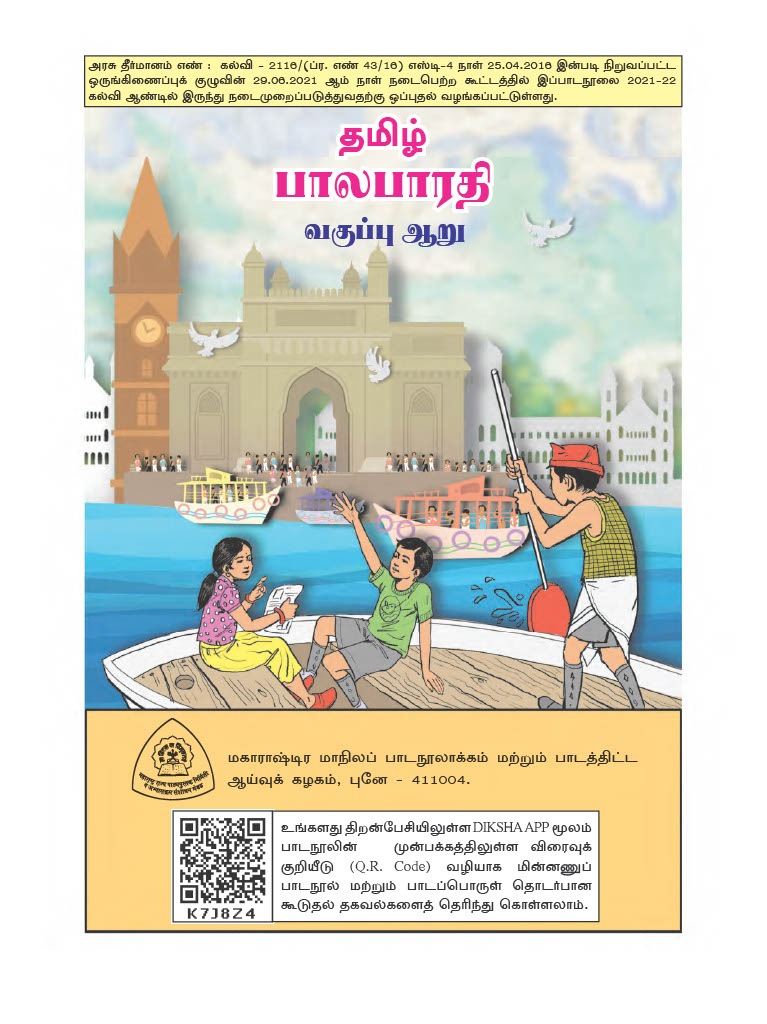 அரசு தீர்மானம் எண் : கல்வி - 2116/(ப்ர. எண் 43/16) எஸ்டி-4 நாள் 25.04.2016 இன்படி நிறுவப்பட்ட
ஒருங்கிணைப்புக் குழுவின் 29.06.2021 ஆம் நாள் நடைபெற்ற கூட்டத்தில் இப்பாடநூலை 2021-22
கல்வி ஆண்டில் இருந்து நடைமுறைப்படுத்துவதற்கு ஒப்புதல் வழங்கப்பட்டுள்ளது.
தமிழ்
பாலபாரதி
வகுப்பு ஆறு
மகாராஷ்டிர மாநிலப் பாடநூலாக்கம் மற்றும் பாடத்திட்ட
ஆய்வுக் கழகம், புனே - 411004.
உங்களது திறன்பேசியிலுள்ள DIKSHA APP மூலம்
பாடநூலின் முன்பக்கத்திலுள்ள விரைவுக்
குறியீடு (Q.R. Code) வழியாக மின்னணுப்
பாடநூல் மற்றும் பாடப்பொருள் தொடர்பான
கூடுதல் தகவல்களைத் தெரிந்து கொள்ளலாம்.
K7J8Z4